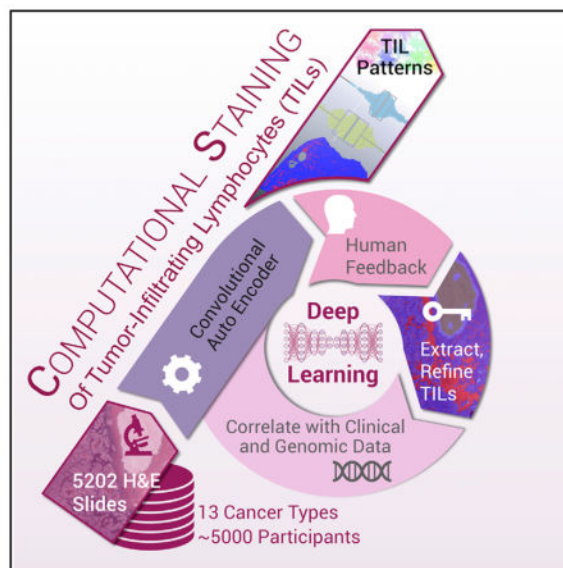 COMPUTATIONAL STAINING
Of Tumor-Infiltrating Lymphocytes (TILs)
TIL
Patterns
Convolutional
Auto Encoder
Human
Feedback
Deep
Learning
Extract,
Refine
TILs
Correlate with Clinical
and Genomic Data
5202 H&E
Slides
13 Cancer Types
~5000 Participants